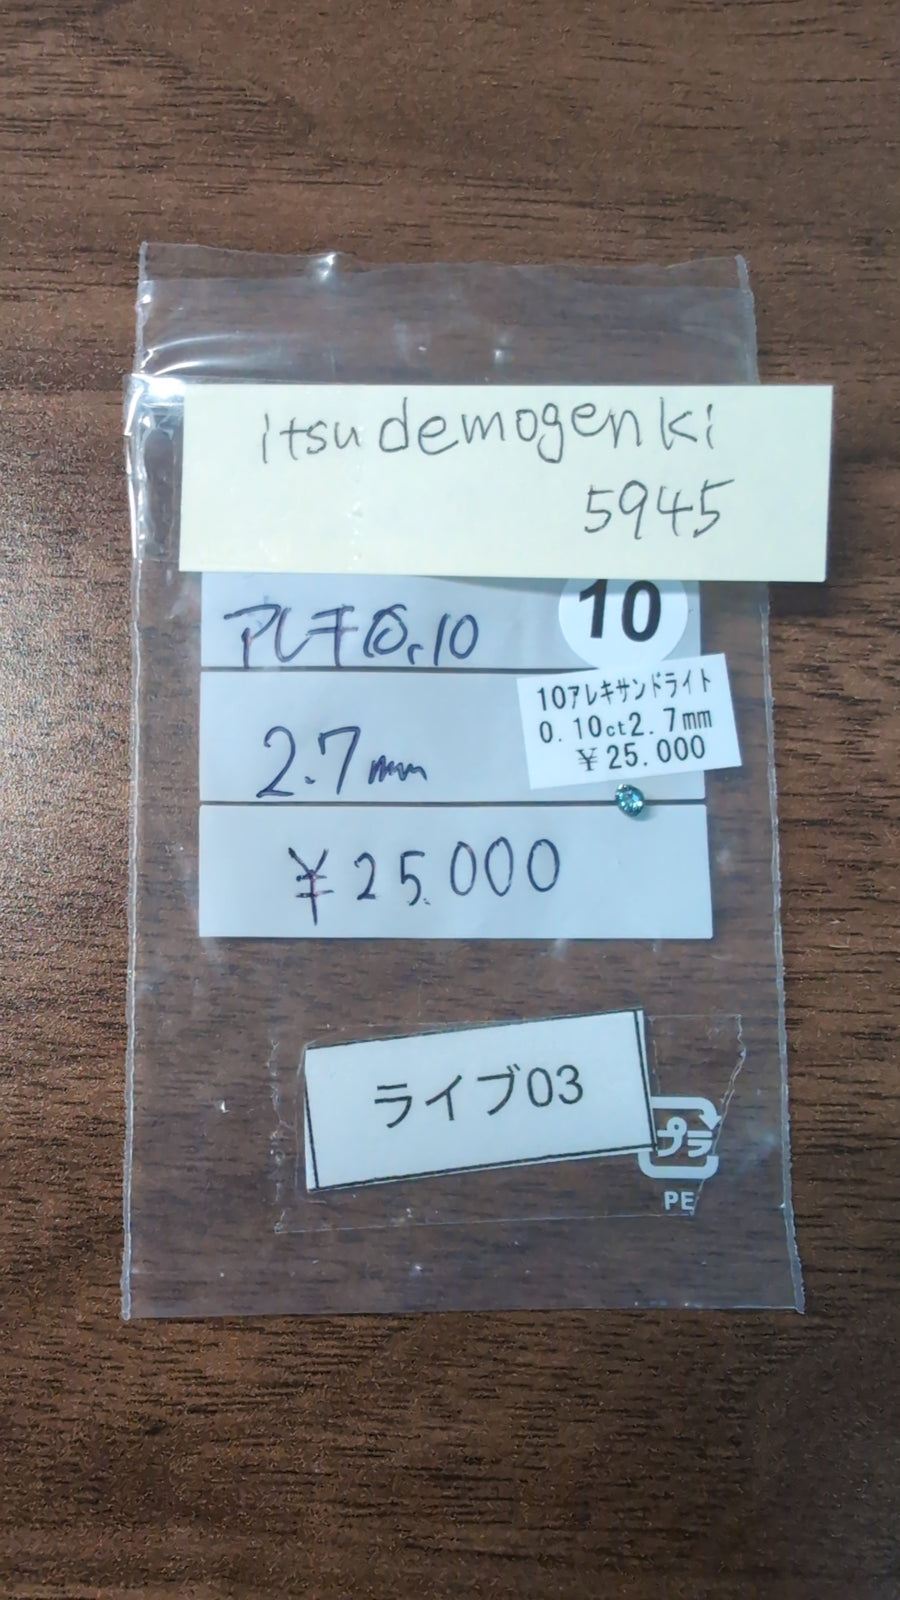 itsudemogenki
5945
アレキ0.10
10
10アレキサンドライト
0.10ct2.7mm
¥25.000
2.7mm
¥25.000
ライブ03
プラ
PE